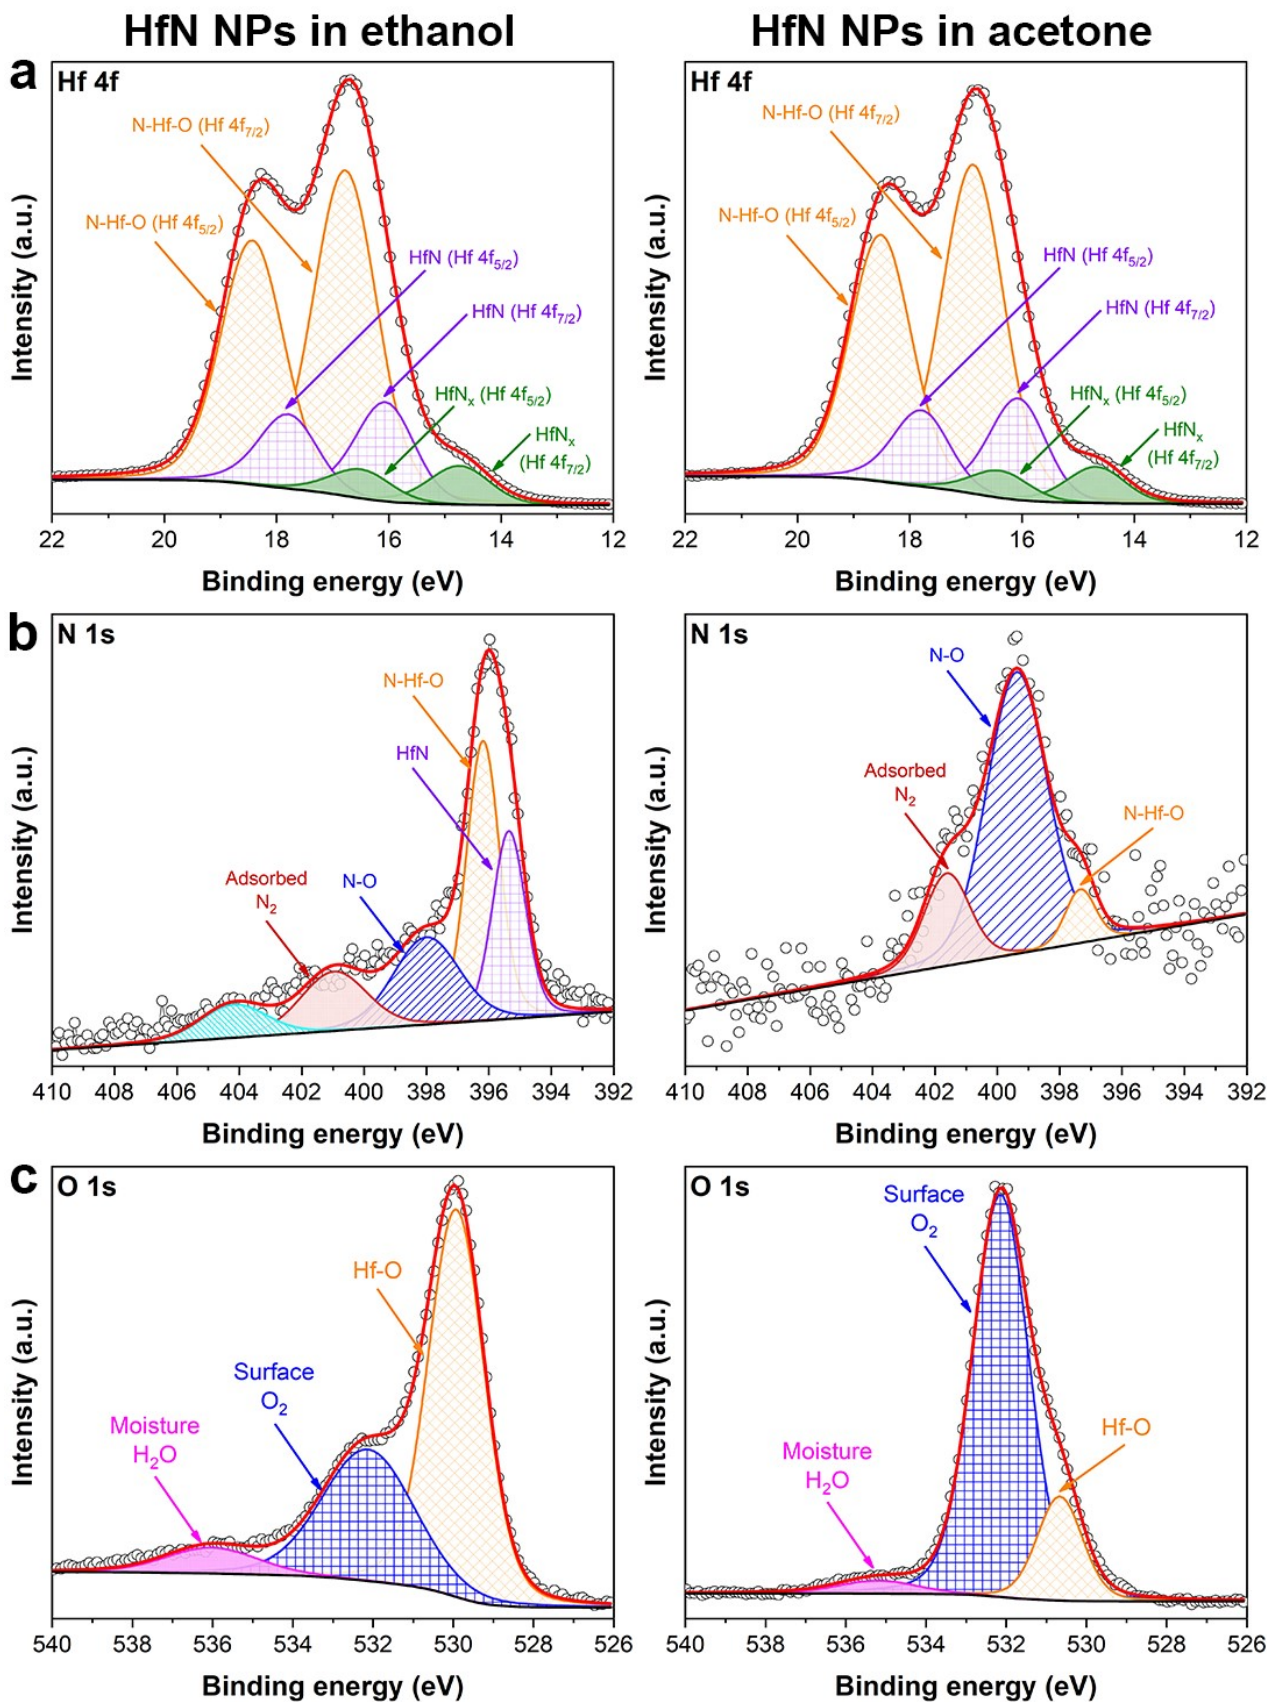 HfN NPs in ethanol
HfN NPs in acetone
a
Hf 4f
N-Hf-O (Hf 4f7/2)
N-Hf-O (Hf 4f5/2)
HfN (Hf 4f5/2)
HfN (Hf 4f7/2)
HfNx (Hf 4f5/2)
HfNx
(Hf 4f7/2)
Intensity (a.u.)
22 20 18 16 14 12
Binding energy (eV)
Hf 4f
N-Hf-O (Hf 4f7/2)
N-Hf-O (Hf 4f5/2)
HfN (Hf 4f5/2)
HfN (Hf 4f7/2)
HfNx (Hf 4f5/2)
HfNx
(Hf 4f7/2)
Intensity (a.u.)
22 20 18 16 14 12
Binding energy (eV)
b
N 1s
N-Hf-O
HfN
Adsorbed
N2
N-O
Intensity (a.u.)
410 408 406 404 402 400 398 396 394 392
Binding energy (eV)
N 1s
N-O
Adsorbed
N2
N-Hf-O
Intensity (a.u.)
410 408 406 404 402 400 398 396 394 392
Binding energy (eV)
c
O 1s
Hf-O
Surface
O2
Moisture
H2O
Intensity (a.u.)
540 538 536 534 532 530 528 526
Binding energy (eV)
O 1s
Surface
O2
Hf-O
Moisture
H2O
Intensity (a.u.)
540 538 536 534 532 530 528 526
Binding energy (eV)